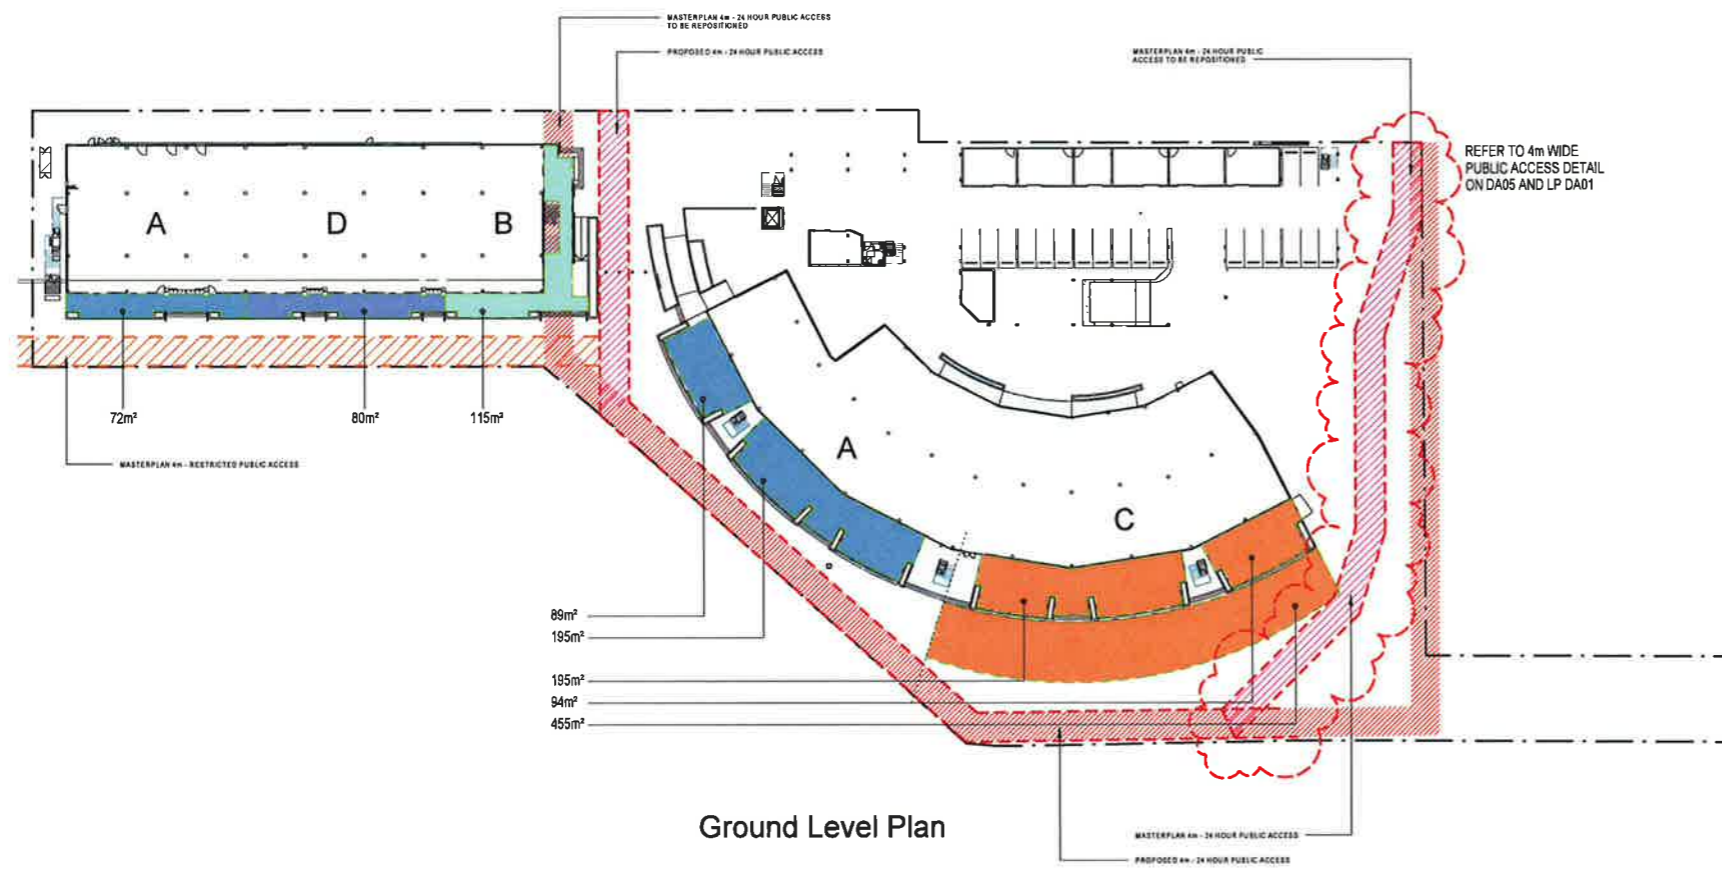 MASTERPLAN 4m - 24 HOUR PUBLIC ACCESS
TO BE REPOSITIONED
PROPOSED 4m - 24 HOUR PUBLIC ACCESS
MASTERPLAN 4m - 24 HOUR PUBLIC
ACCESS TO BE REPOSITIONED
REFER TO 4m WIDE
PUBLIC ACCESS DETAIL
ON DA05 AND LP DA01
A
D
B
72m²
80m²
115m²
MASTERPLAN 4m - RESTRICTED PUBLIC ACCESS
A
C
89m²
195m²
195m²
94m²
455m²
Ground Level Plan
MASTERPLAN 4m - 24 HOUR PUBLIC ACCESS
PROPOSED 4m - 24 HOUR PUBLIC ACCESS